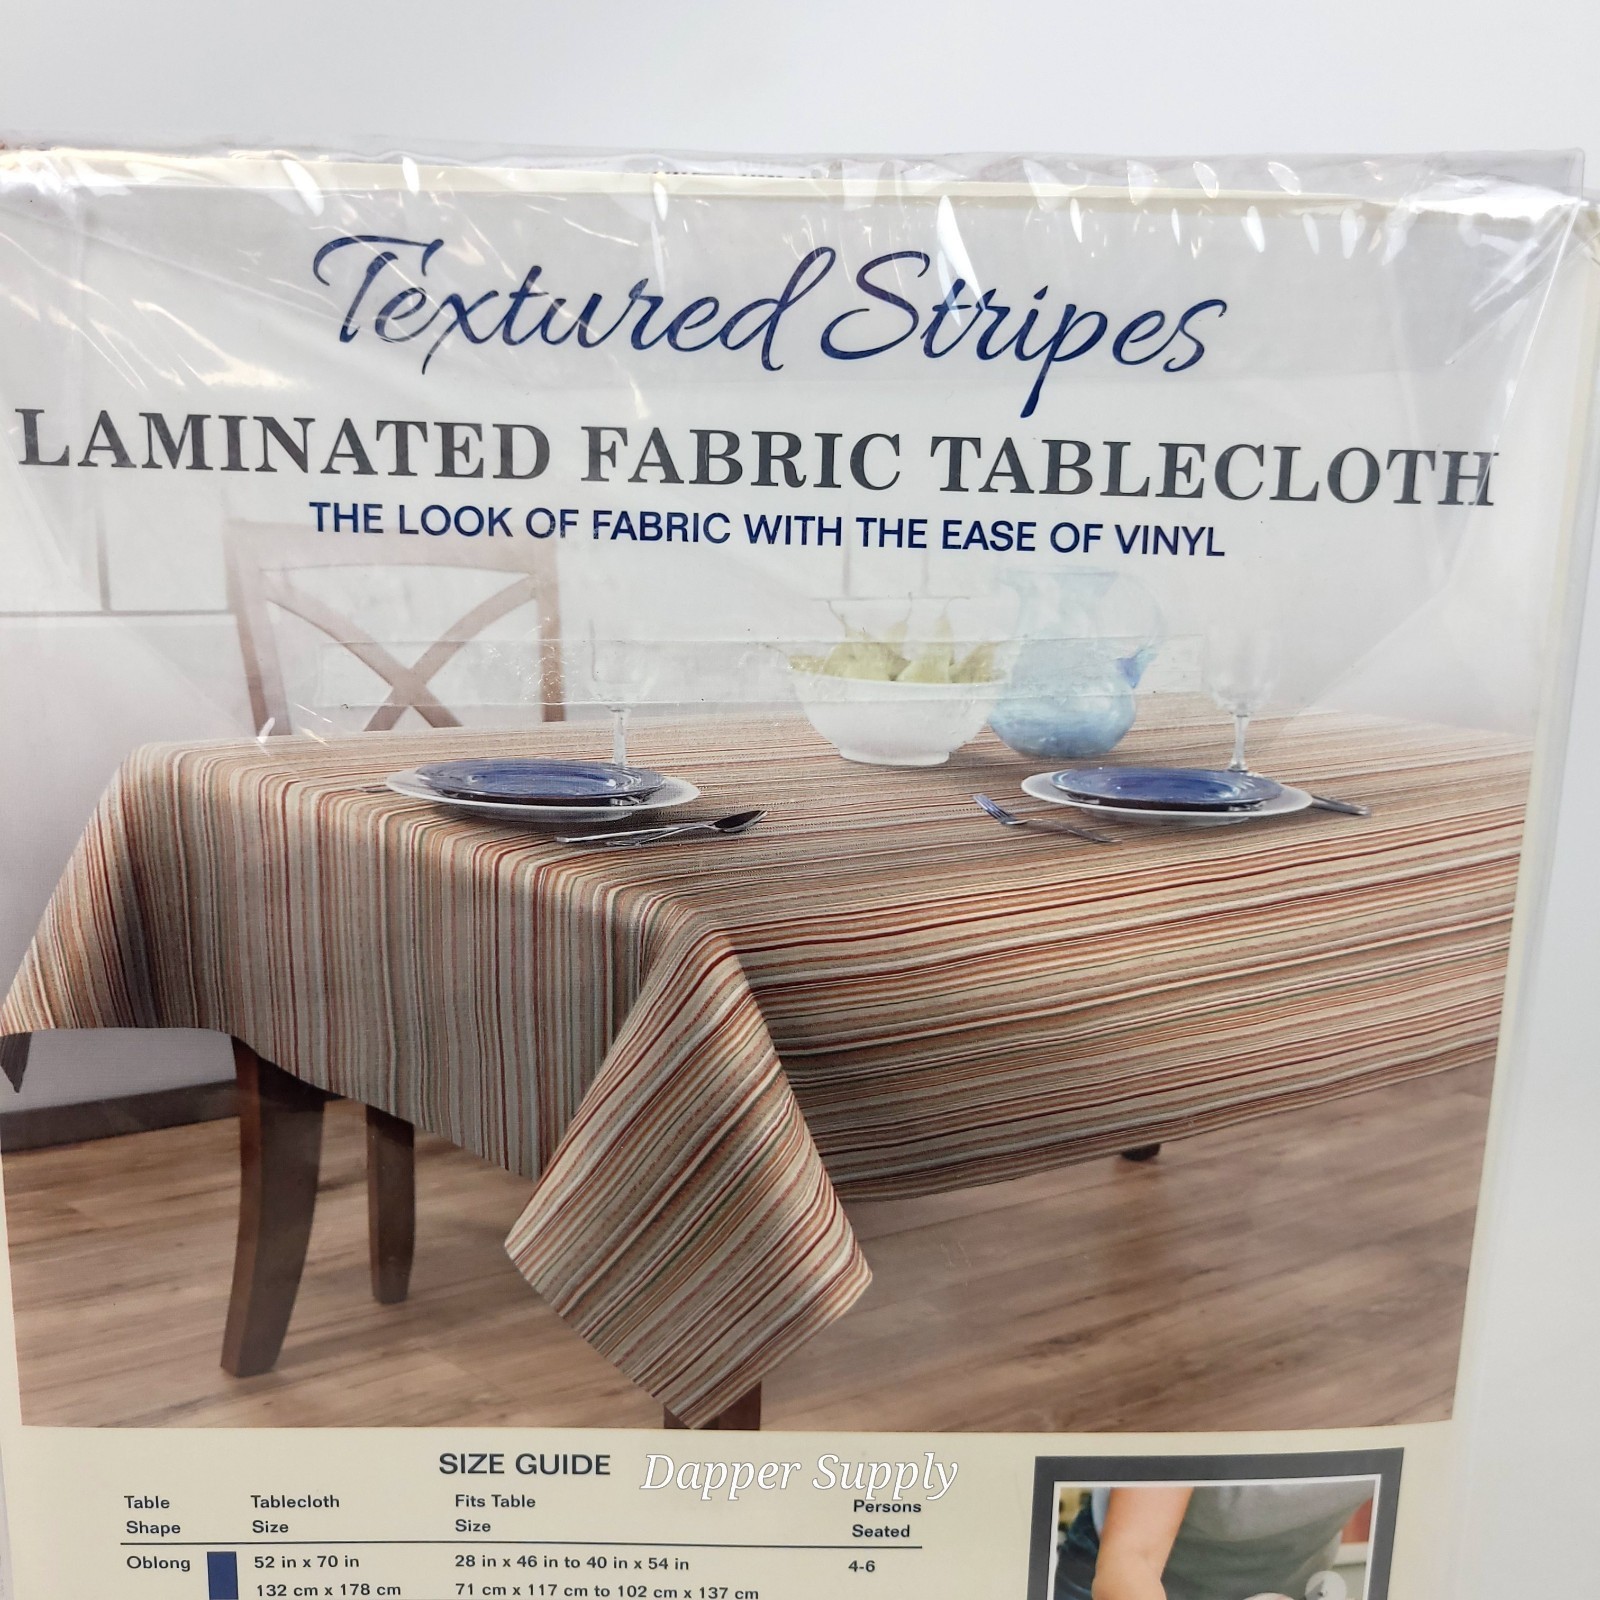 Textured Stripes
LAMINATED FABRIC TABLECLOTH
THE LOOK OF FABRIC WITH THE EASE OF VINYL
SIZE GUIDE
Dapper Supply
Table Shape
Tablecloth Size
Fits Table Size
Persons Seated
Oblong
52 in x 70 in
28 in x 46 in to 40 in x 54 in
4-6
132 cm x 178 cm
71 cm x 117 cm to 102 cm x 137 cm